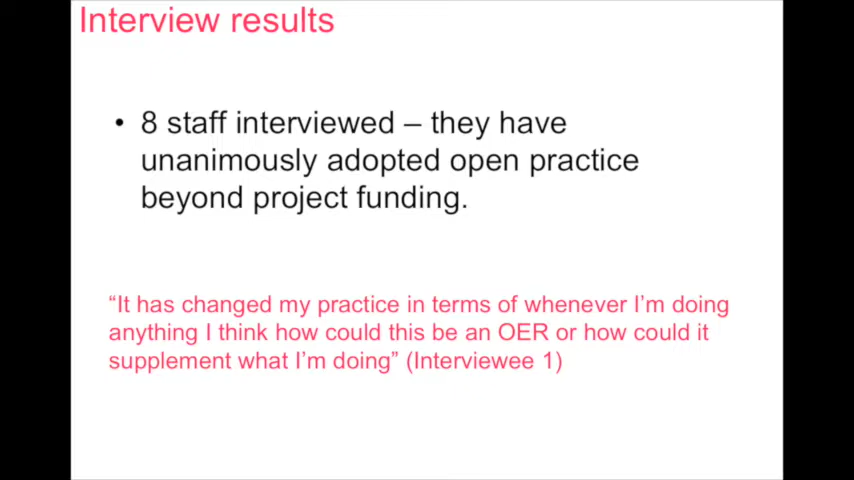 Interview results
• 8 staff interviewed – they have
unanimously adopted open practice
beyond project funding.
“It has changed my practice in terms of whenever I’m doing
anything I think how could this be an OER or how could it
supplement what I’m doing” (Interviewee 1)